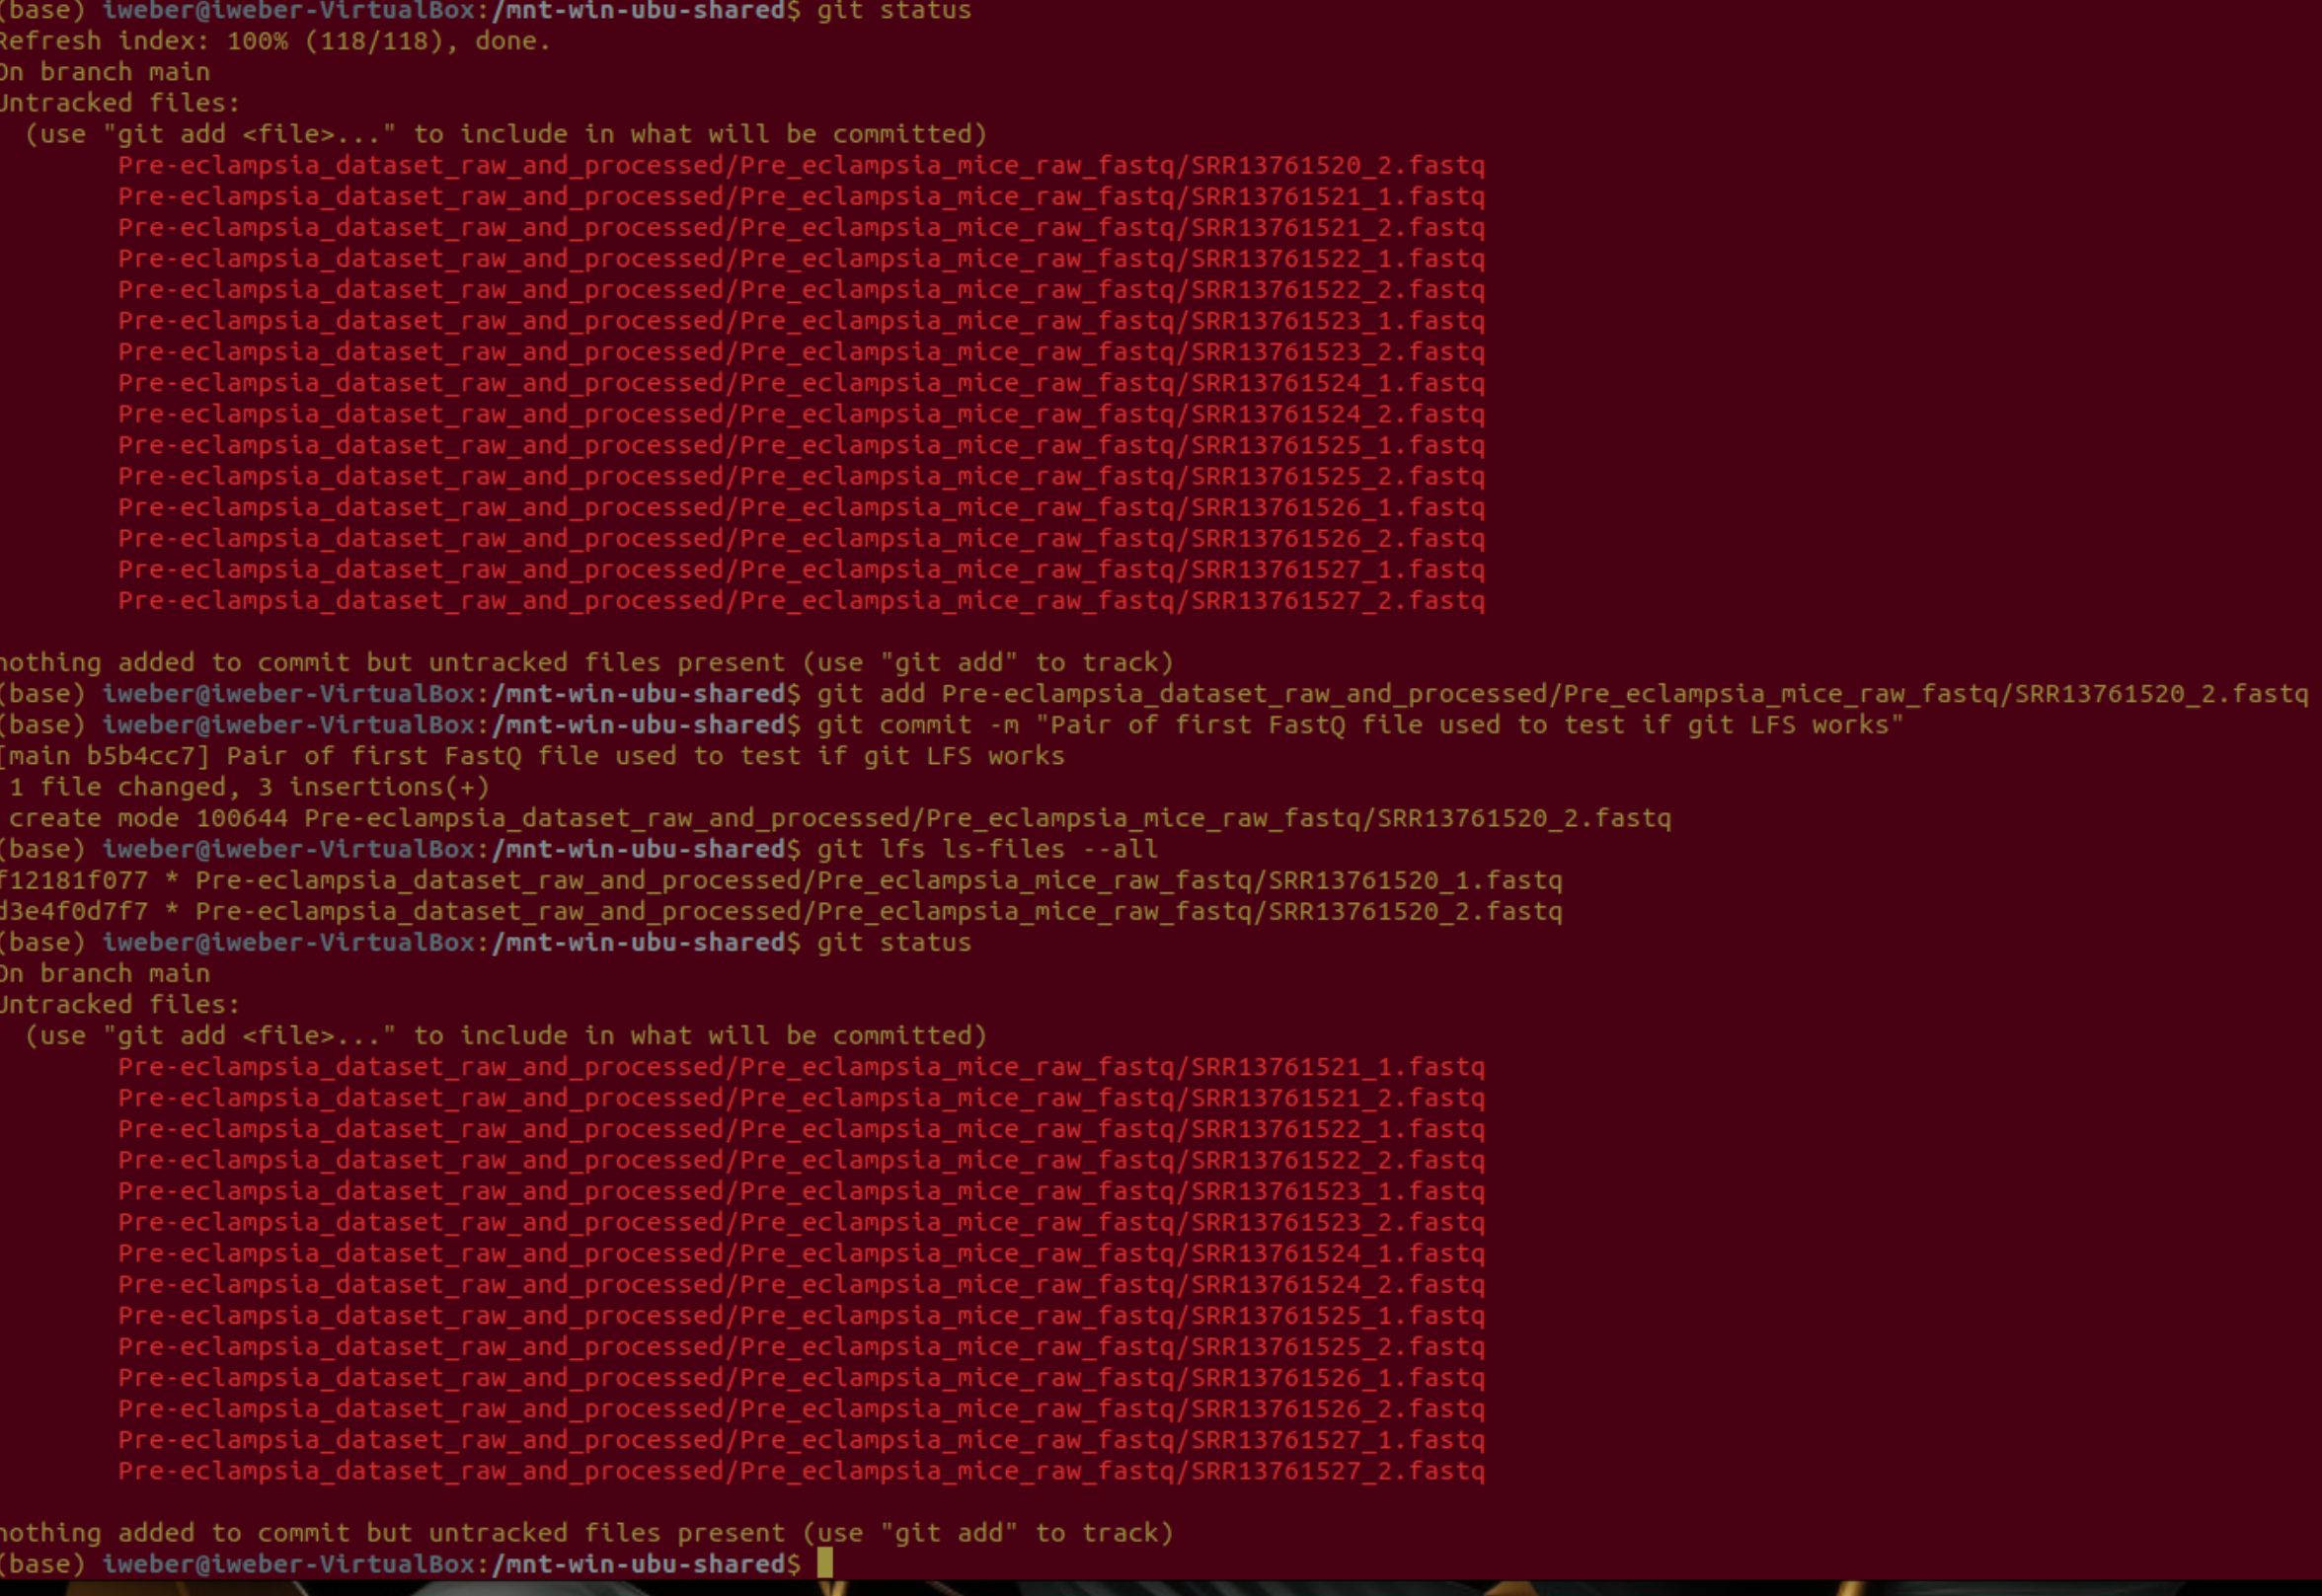 (base) iweber@iweber-VirtualBox:/mnt-win-ubu-shared$ git status
Refresh index: 100% (118/118), done.
On branch main
Untracked files:
(use "git add <file>..." to include in what will be committed)
Pre-eclampsia_dataset_raw_and_processed/Pre_eclampsia_mice_raw_fastq/SRR13761520_2.fastq
Pre-eclampsia_dataset_raw_and_processed/Pre_eclampsia_mice_raw_fastq/SRR13761521_1.fastq
Pre-eclampsia_dataset_raw_and_processed/Pre_eclampsia_mice_raw_fastq/SRR13761521_2.fastq
Pre-eclampsia_dataset_raw_and_processed/Pre_eclampsia_mice_raw_fastq/SRR13761522_1.fastq
Pre-eclampsia_dataset_raw_and_processed/Pre_eclampsia_mice_raw_fastq/SRR13761522_2.fastq
Pre-eclampsia_dataset_raw_and_processed/Pre_eclampsia_mice_raw_fastq/SRR13761523_1.fastq
Pre-eclampsia_dataset_raw_and_processed/Pre_eclampsia_mice_raw_fastq/SRR13761523_2.fastq
Pre-eclampsia_dataset_raw_and_processed/Pre_eclampsia_mice_raw_fastq/SRR13761524_1.fastq
Pre-eclampsia_dataset_raw_and_processed/Pre_eclampsia_mice_raw_fastq/SRR13761524_2.fastq
Pre-eclampsia_dataset_raw_and_processed/Pre_eclampsia_mice_raw_fastq/SRR13761525_1.fastq
Pre-eclampsia_dataset_raw_and_processed/Pre_eclampsia_mice_raw_fastq/SRR13761525_2.fastq
Pre-eclampsia_dataset_raw_and_processed/Pre_eclampsia_mice_raw_fastq/SRR13761526_1.fastq
Pre-eclampsia_dataset_raw_and_processed/Pre_eclampsia_mice_raw_fastq/SRR13761526_2.fastq
Pre-eclampsia_dataset_raw_and_processed/Pre_eclampsia_mice_raw_fastq/SRR13761527_1.fastq
Pre-eclampsia_dataset_raw_and_processed/Pre_eclampsia_mice_raw_fastq/SRR13761527_2.fastq
nothing added to commit but untracked files present (use "git add" to track)
(base) iweber@iweber-VirtualBox:/mnt-win-ubu-shared$ git add Pre-eclampsia_dataset_raw_and_processed/Pre_eclampsia_mice_raw_fastq/SRR13761520_2.fastq
(base) iweber@iweber-VirtualBox:/mnt-win-ubu-shared$ git commit -m "Pair of first FastQ file used to test if git LFS works"
[main b5b4cc7] Pair of first FastQ file used to test if git LFS works
1 file changed, 3 insertions(+)
create mode 100644 Pre-eclampsia_dataset_raw_and_processed/Pre_eclampsia_mice_raw_fastq/SRR13761520_2.fastq
(base) iweber@iweber-VirtualBox:/mnt-win-ubu-shared$ git lfs ls-files --all
f12181f077 * Pre-eclampsia_dataset_raw_and_processed/Pre_eclampsia_mice_raw_fastq/SRR13761520_1.fastq
d3e4f0d7f7 * Pre-eclampsia_dataset_raw_and_processed/Pre_eclampsia_mice_raw_fastq/SRR13761520_2.fastq
(base) iweber@iweber-VirtualBox:/mnt-win-ubu-shared$ git status
On branch main
Untracked files:
(use "git add <file>..." to include in what will be committed)
Pre-eclampsia_dataset_raw_and_processed/Pre_eclampsia_mice_raw_fastq/SRR13761521_1.fastq
Pre-eclampsia_dataset_raw_and_processed/Pre_eclampsia_mice_raw_fastq/SRR13761521_2.fastq
Pre-eclampsia_dataset_raw_and_processed/Pre_eclampsia_mice_raw_fastq/SRR13761522_1.fastq
Pre-eclampsia_dataset_raw_and_processed/Pre_eclampsia_mice_raw_fastq/SRR13761522_2.fastq
Pre-eclampsia_dataset_raw_and_processed/Pre_eclampsia_mice_raw_fastq/SRR13761523_1.fastq
Pre-eclampsia_dataset_raw_and_processed/Pre_eclampsia_mice_raw_fastq/SRR13761523_2.fastq
Pre-eclampsia_dataset_raw_and_processed/Pre_eclampsia_mice_raw_fastq/SRR13761524_1.fastq
Pre-eclampsia_dataset_raw_and_processed/Pre_eclampsia_mice_raw_fastq/SRR13761524_2.fastq
Pre-eclampsia_dataset_raw_and_processed/Pre_eclampsia_mice_raw_fastq/SRR13761525_1.fastq
Pre-eclampsia_dataset_raw_and_processed/Pre_eclampsia_mice_raw_fastq/SRR13761525_2.fastq
Pre-eclampsia_dataset_raw_and_processed/Pre_eclampsia_mice_raw_fastq/SRR13761526_1.fastq
Pre-eclampsia_dataset_raw_and_processed/Pre_eclampsia_mice_raw_fastq/SRR13761526_2.fastq
Pre-eclampsia_dataset_raw_and_processed/Pre_eclampsia_mice_raw_fastq/SRR13761527_1.fastq
Pre-eclampsia_dataset_raw_and_processed/Pre_eclampsia_mice_raw_fastq/SRR13761527_2.fastq
nothing added to commit but untracked files present (use "git add" to track)
(base) iweber@iweber-VirtualBox:/mnt-win-ubu-shared$